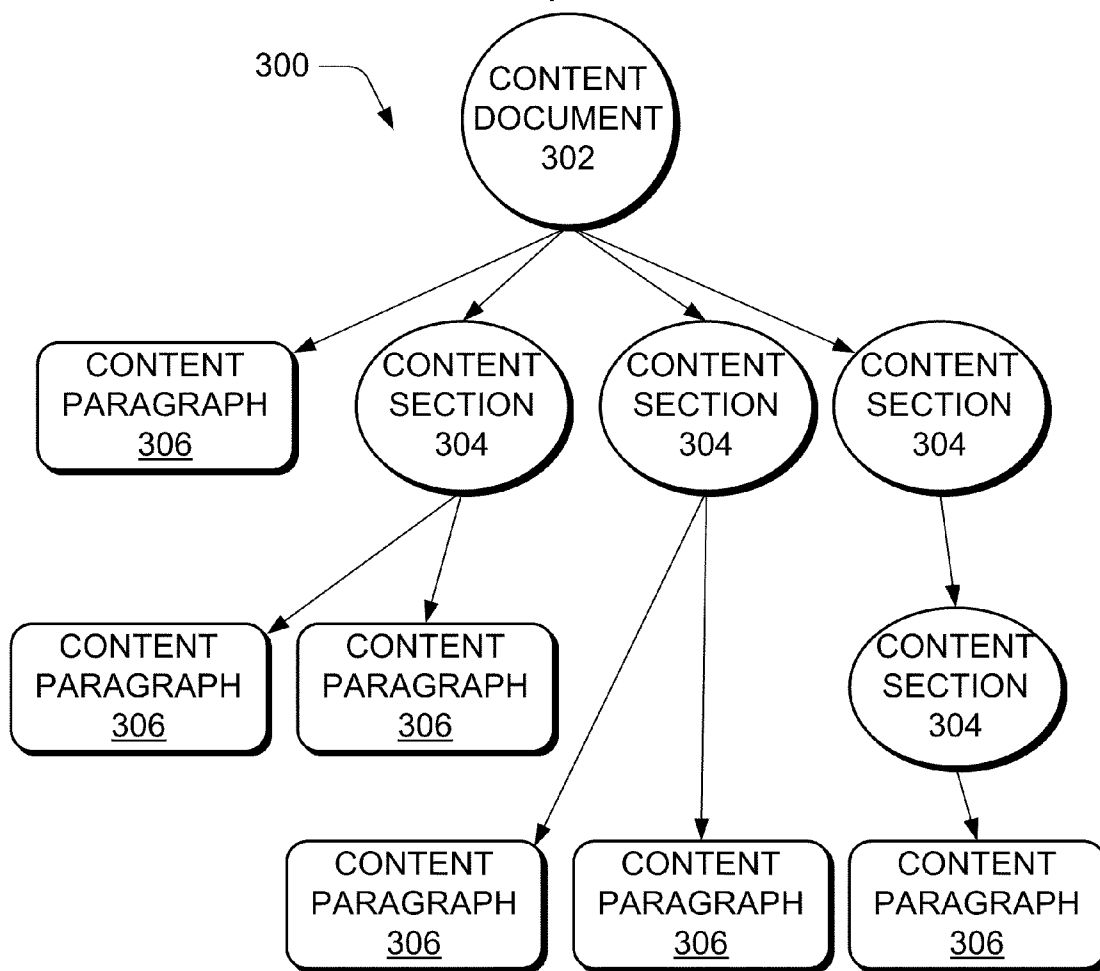 300
CONTENT
DOCUMENT
302
CONTENT
PARAGRAPH
306
CONTENT
SECTION
304
CONTENT
SECTION
304
CONTENT
SECTION
304
CONTENT
PARAGRAPH
306
CONTENT
PARAGRAPH
306
CONTENT
SECTION
304
CONTENT
PARAGRAPH
306
CONTENT
PARAGRAPH
306
CONTENT
PARAGRAPH
306